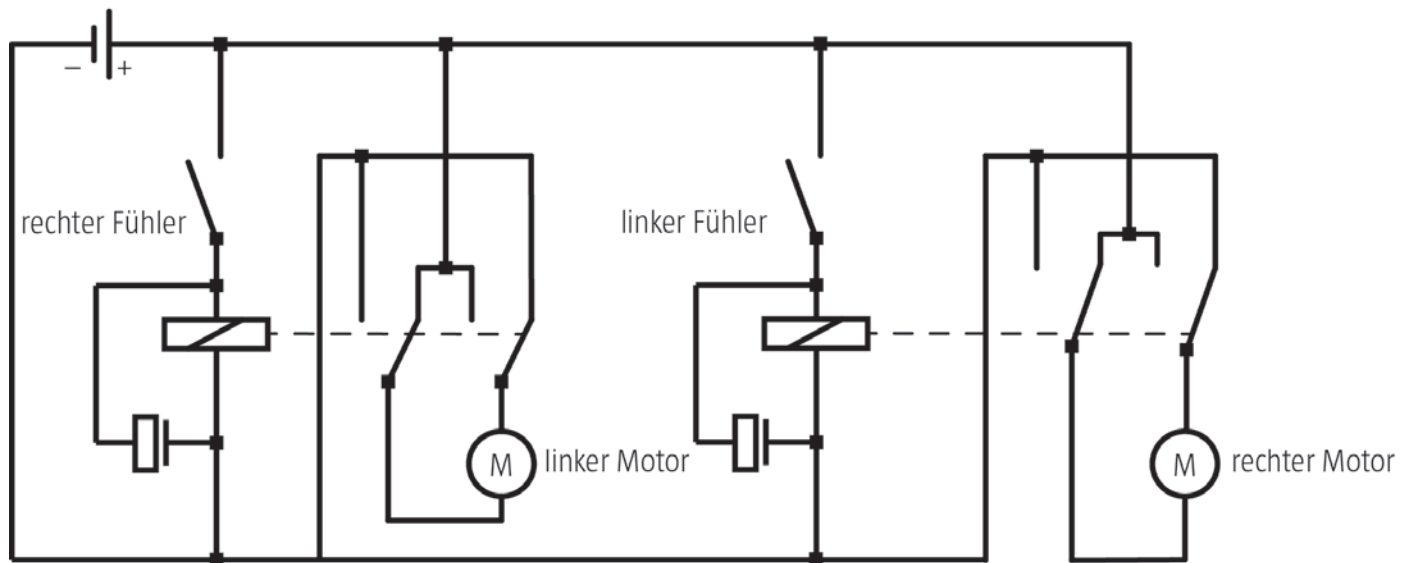 − +
rechter Fühler
linker Fühler
M linker Motor
M rechter Motor